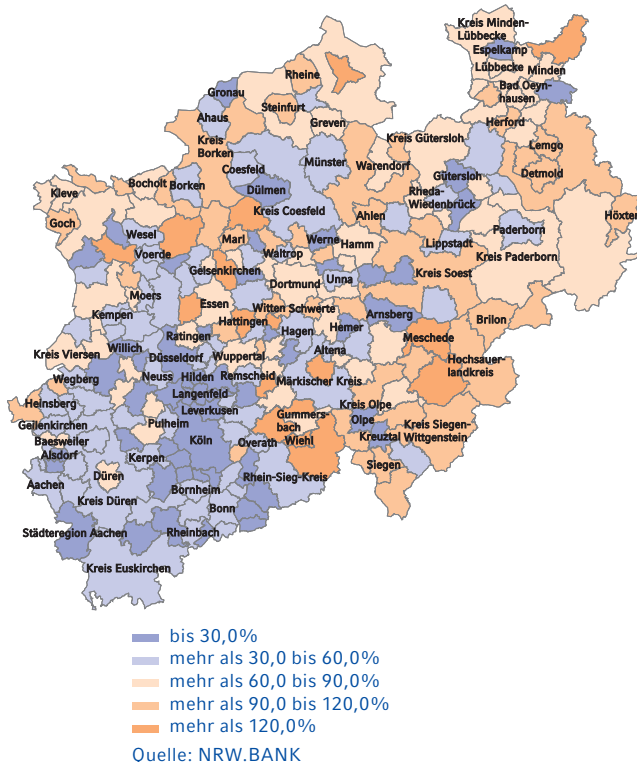 Kreis Minden-
Lübbecke
Espelkamp
Lübbecke
Minden
Bad Oeyn-
hausen
Rheine
Gronau
Steinfurt
Ahaus
Greven
Herford
Kreis
Borken
Kreis Gütersloh
Lemgo
Münster
Warendorf
Coesfeld
Detmold
Gütersloh
Bocholt
Borken
Dülmen
Kleve
Rheda-
Wiedenbrück
Kreis Coesfeld
Ahlen
Höxter
Goch
Wesel
Marl
Werne
Hamm
Lippstadt
Paderborn
Voerde
Waltrop
Kreis Paderborn
Gelsenkirchen
Unna
Kreis Soest
Dortmund
Moers
Essen
Witten
Schwerte
Arnsberg
Kempen
Hattingen
Brilon
Hagen
Hemer
Ratingen
Meschede
Willich
Altena
Kreis Viersen
Düsseldorf
Wuppertal
Hochsauer-
landkreis
Wegberg
Neuss
Hilden
Remscheid
Märkischer Kreis
Langenfeld
Heinsberg
Kreis Olpe
Leverkusen
Gummers-
bach
Geilenkirchen
Pulheim
Olpe
Kreis Siegen-
Wittgenstein
Baesweiler
Köln
Overath
Wiehl
Kreuztal
Alsdorf
Kerpen
Siegen
Düren
Rhein-Sieg-Kreis
Aachen
Bornheim
Kreis Düren
Bonn
Städteregion Aachen
Rheinbach
Kreis Euskirchen
bis 30,0%
mehr als 30,0 bis 60,0%
mehr als 60,0 bis 90,0%
mehr als 90,0 bis 120,0%
mehr als 120,0%
Quelle: NRW.BANK